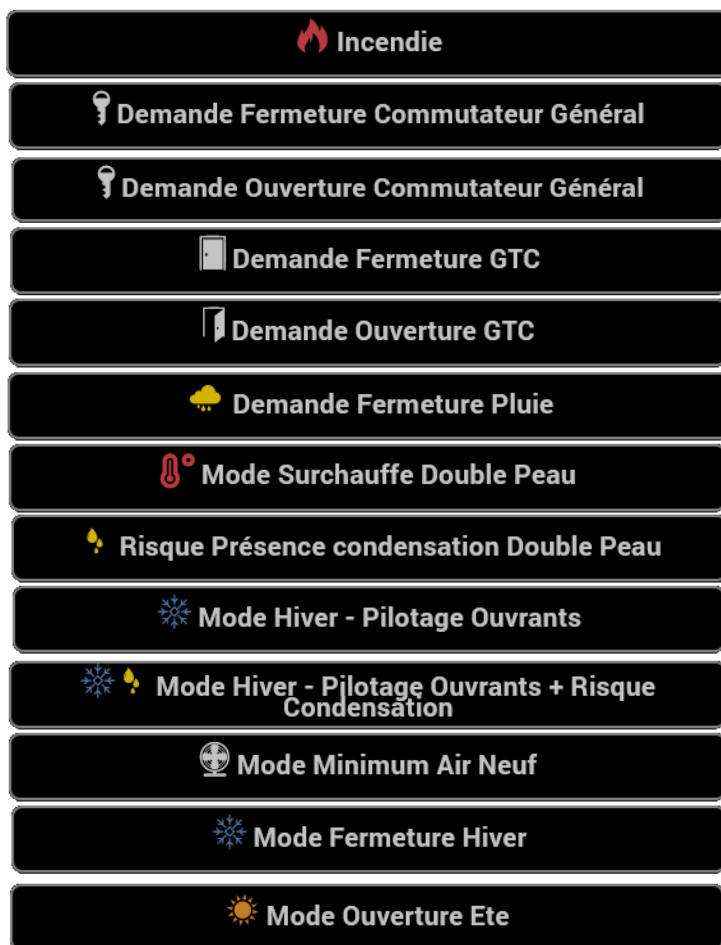 Incendie
Demande Fermeture Commutateur Général
Demande Ouverture Commutateur Général
Demande Fermeture GTC
Demande Ouverture GTC
Demande Fermeture Pluie
Mode Surchauffe Double Peau
Risque Présence condensation Double Peau
Mode Hiver - Pilotage Ouvrants
Mode Hiver - Pilotage Ouvrants + Risque
Condensation
Mode Minimum Air Neuf
Mode Fermeture Hiver
Mode Ouverture Ete